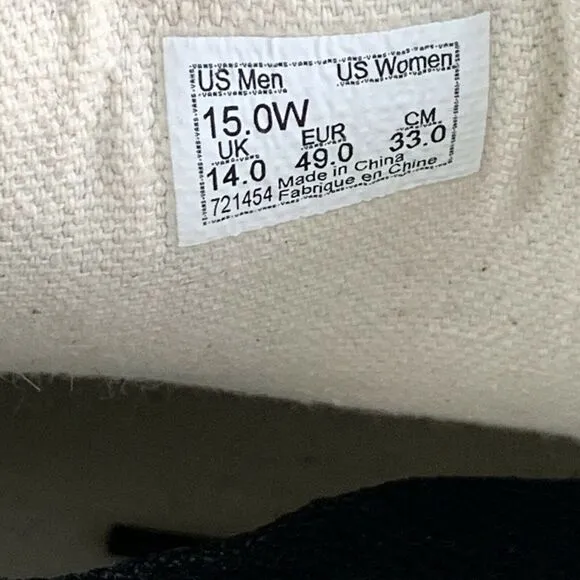 US Men US Women
15.0W
UK EUR CM
14.0 49.0 33.0
721454 Made in China
Fabrique en Chine